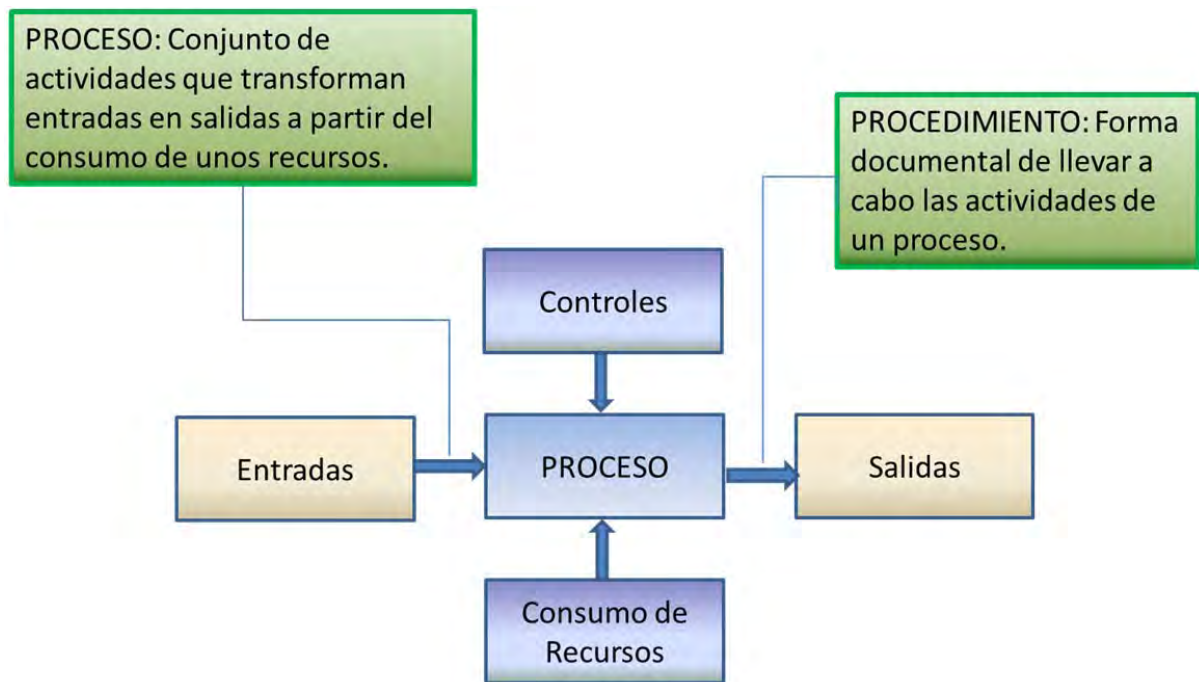 PROCESO: Conjunto de
actividades que transforman
entradas en salidas a partir del
consumo de unos recursos.
PROCEDIMIENTO: Forma
documental de llevar a
cabo las actividades de
un proceso.
Controles
Entradas
PROCESO
Salidas
Consumo de
Recursos